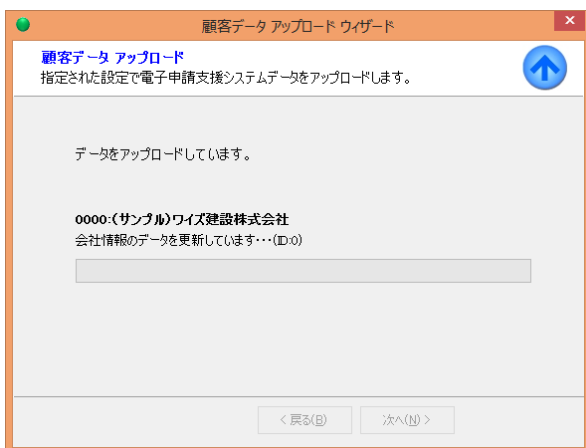 顧客データ アップロード ウィザード
×
顧客データ アップロード
指定された設定で電子申請支援システムデータをアップロードします。
データをアップロードしています。
0000:(サンプル)ワイズ建設株式会社
会社情報のデータを更新しています・・・(ID:0)
< 戻る(B)
次へ(N) >